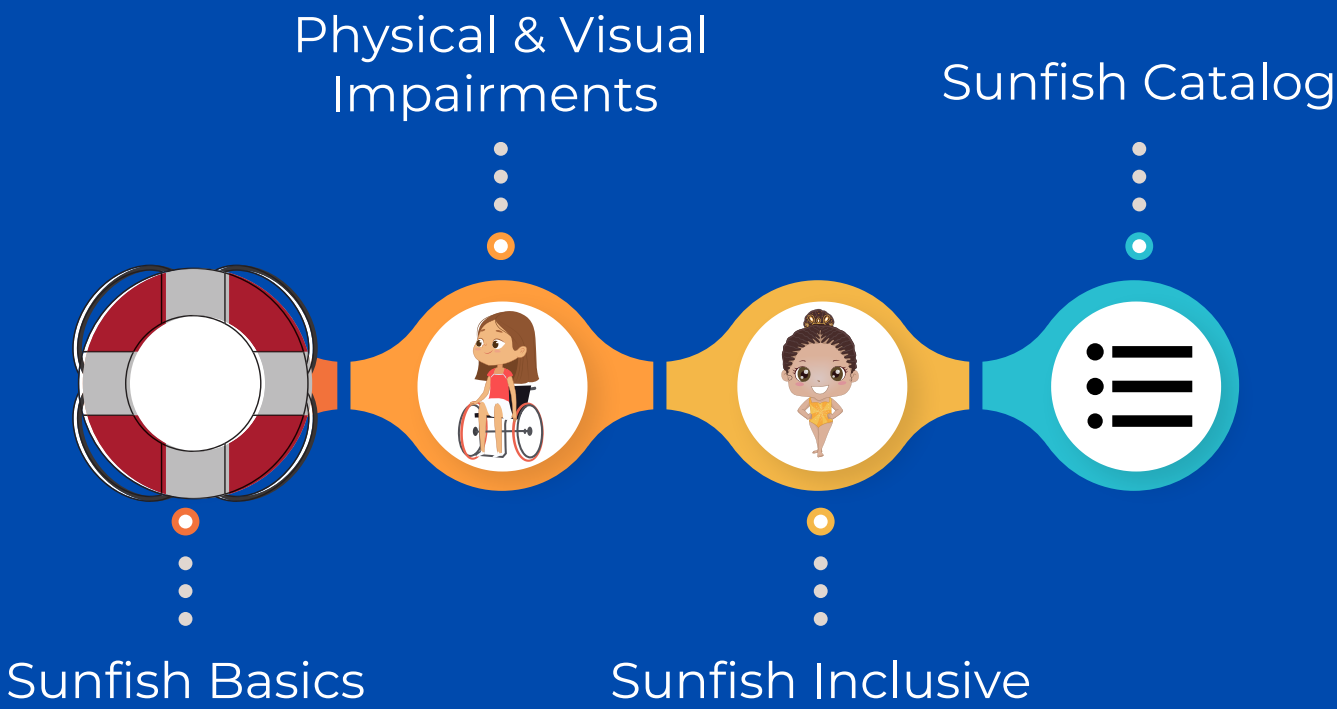 Physical & Visual
Impairments
Sunfish Catalog
Sunfish Basics
Sunfish Inclusive